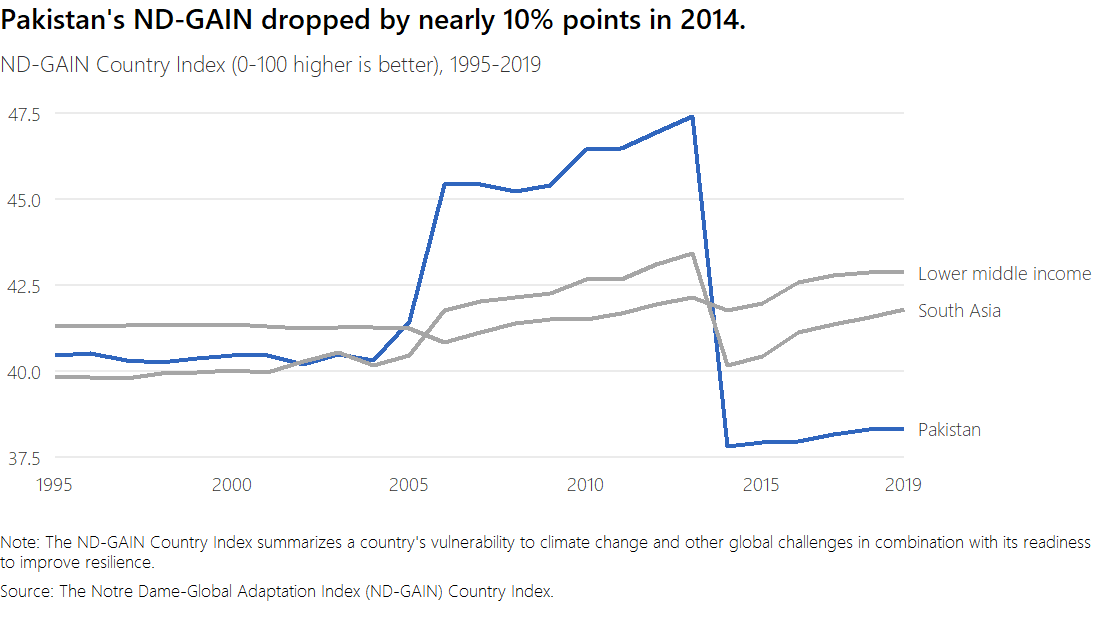 Pakistan's ND-GAIN dropped by nearly 10% points in 2014.
ND-GAIN Country Index (0-100 higher is better), 1995-2019
47.5
45.0
42.5
Lower middle income
South Asia
40.0
Pakistan
37.5
1995 2000 2005 2010 2015 2019
Note: The ND-GAIN Country Index summarizes a country's vulnerability to climate change and other global challenges in combination with its readiness
to improve resilience.
Source: The Notre Dame-Global Adaptation Index (ND-GAIN) Country Index.